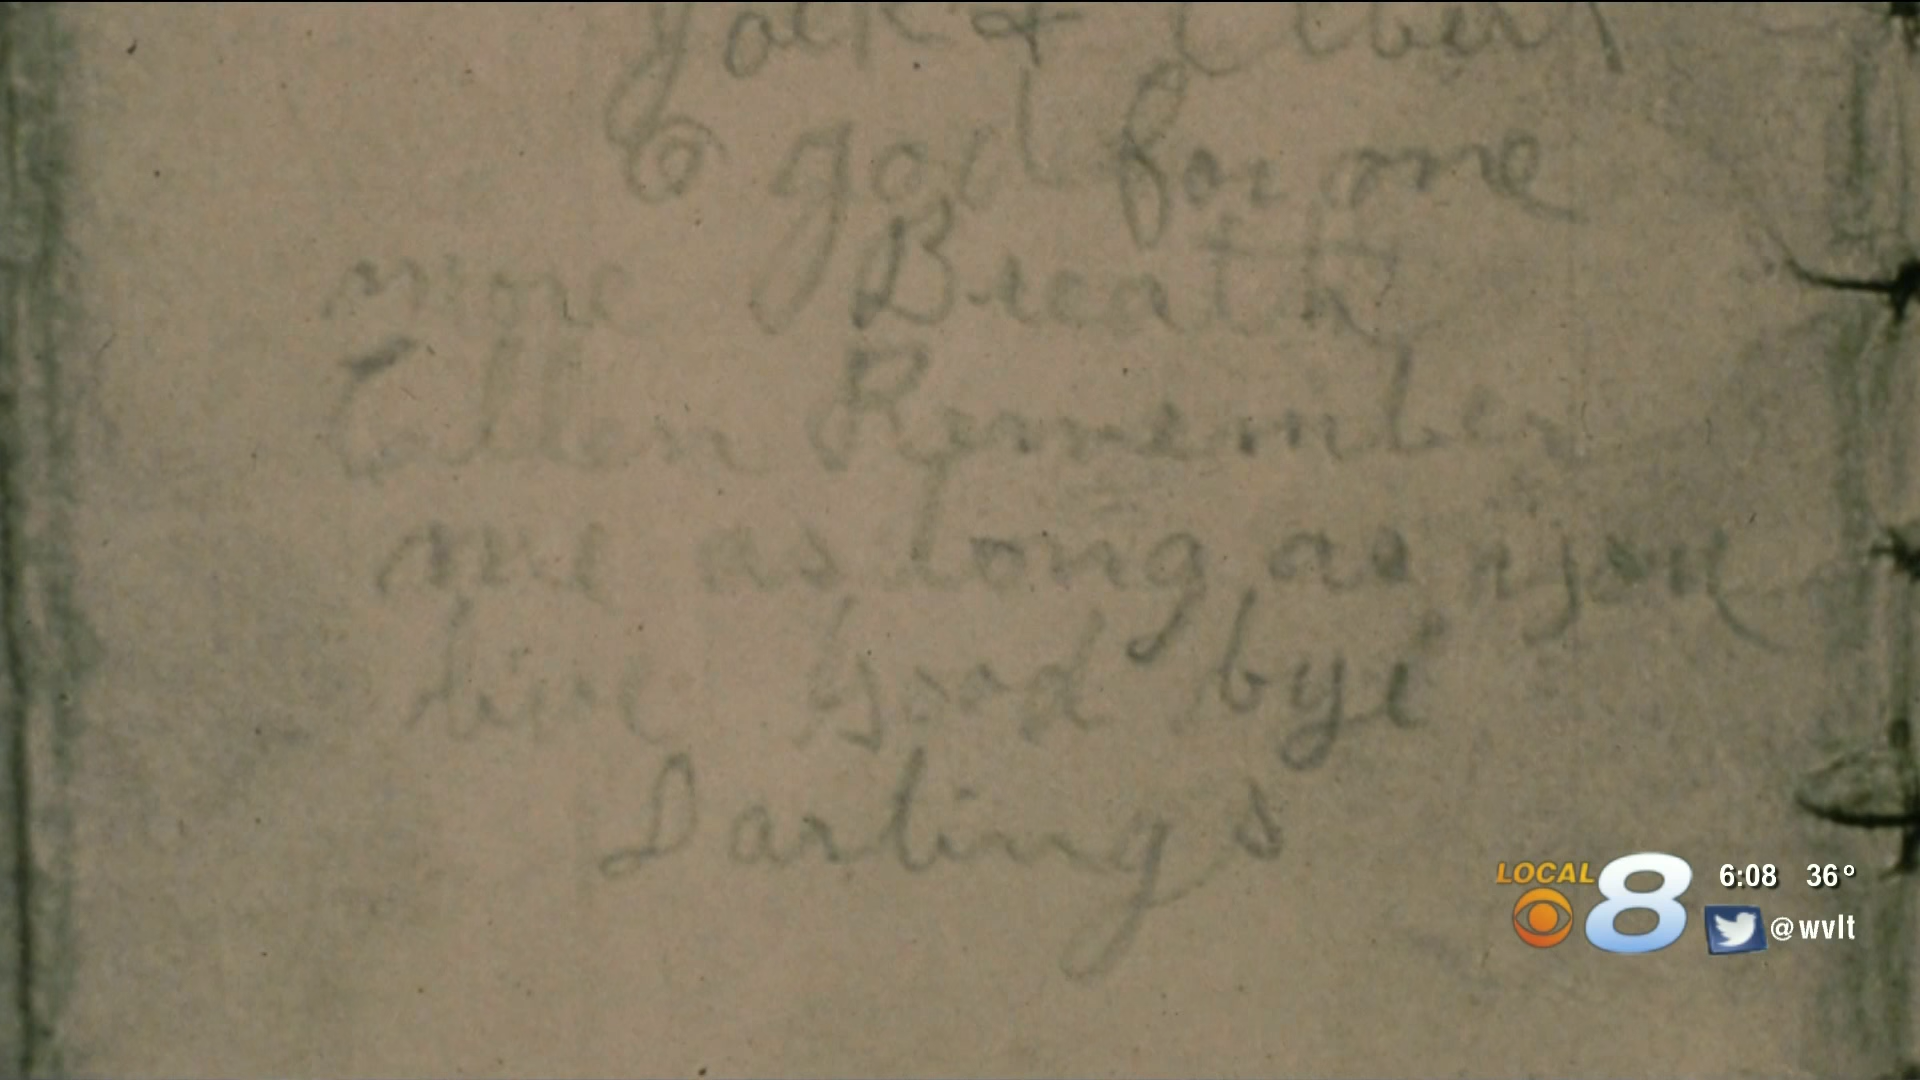 Jack & Elbert
O god for one
more Breath
Ellen Remember
me as long as you
live Good bye
Darlings
LOCAL 8
6:08 36°
@wvlt